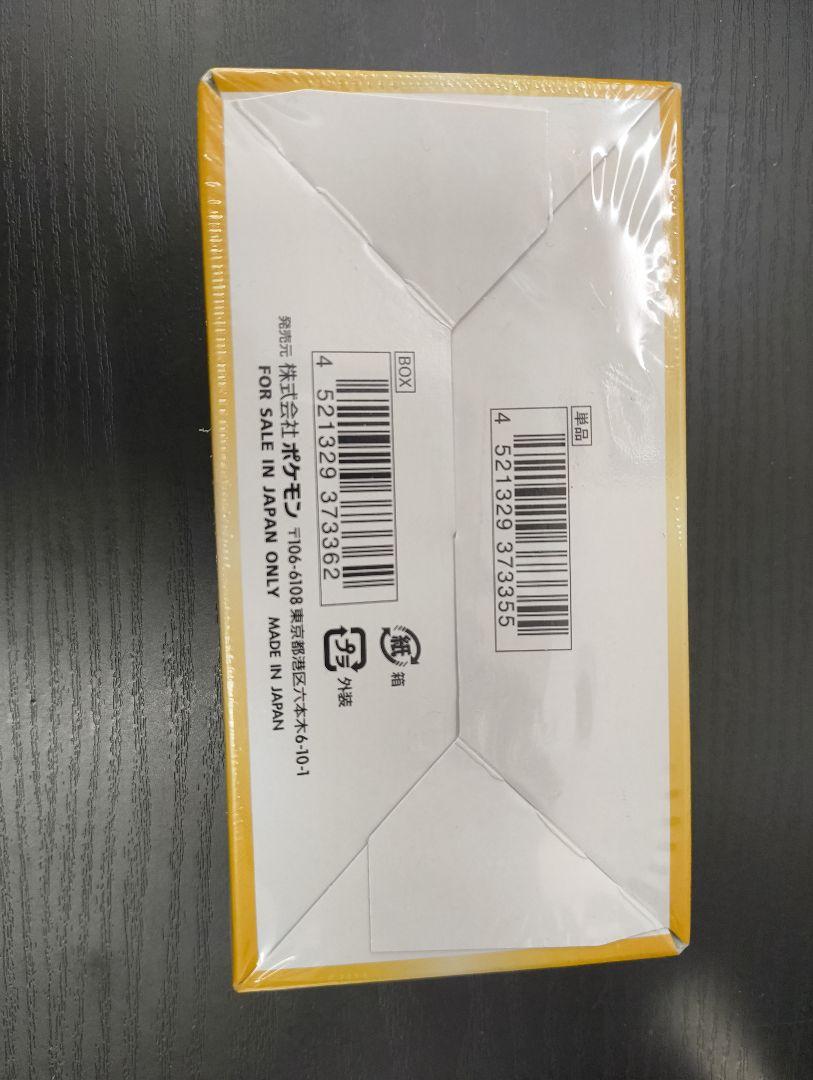 単品
4 521329 373355
BOX
4 521329 373362
紙 箱
プラ 外装
発売元 株式会社ポケモン 〒106-6108 東京都港区六本木6-10-1
FOR SALE IN JAPAN ONLY MADE IN JAPAN